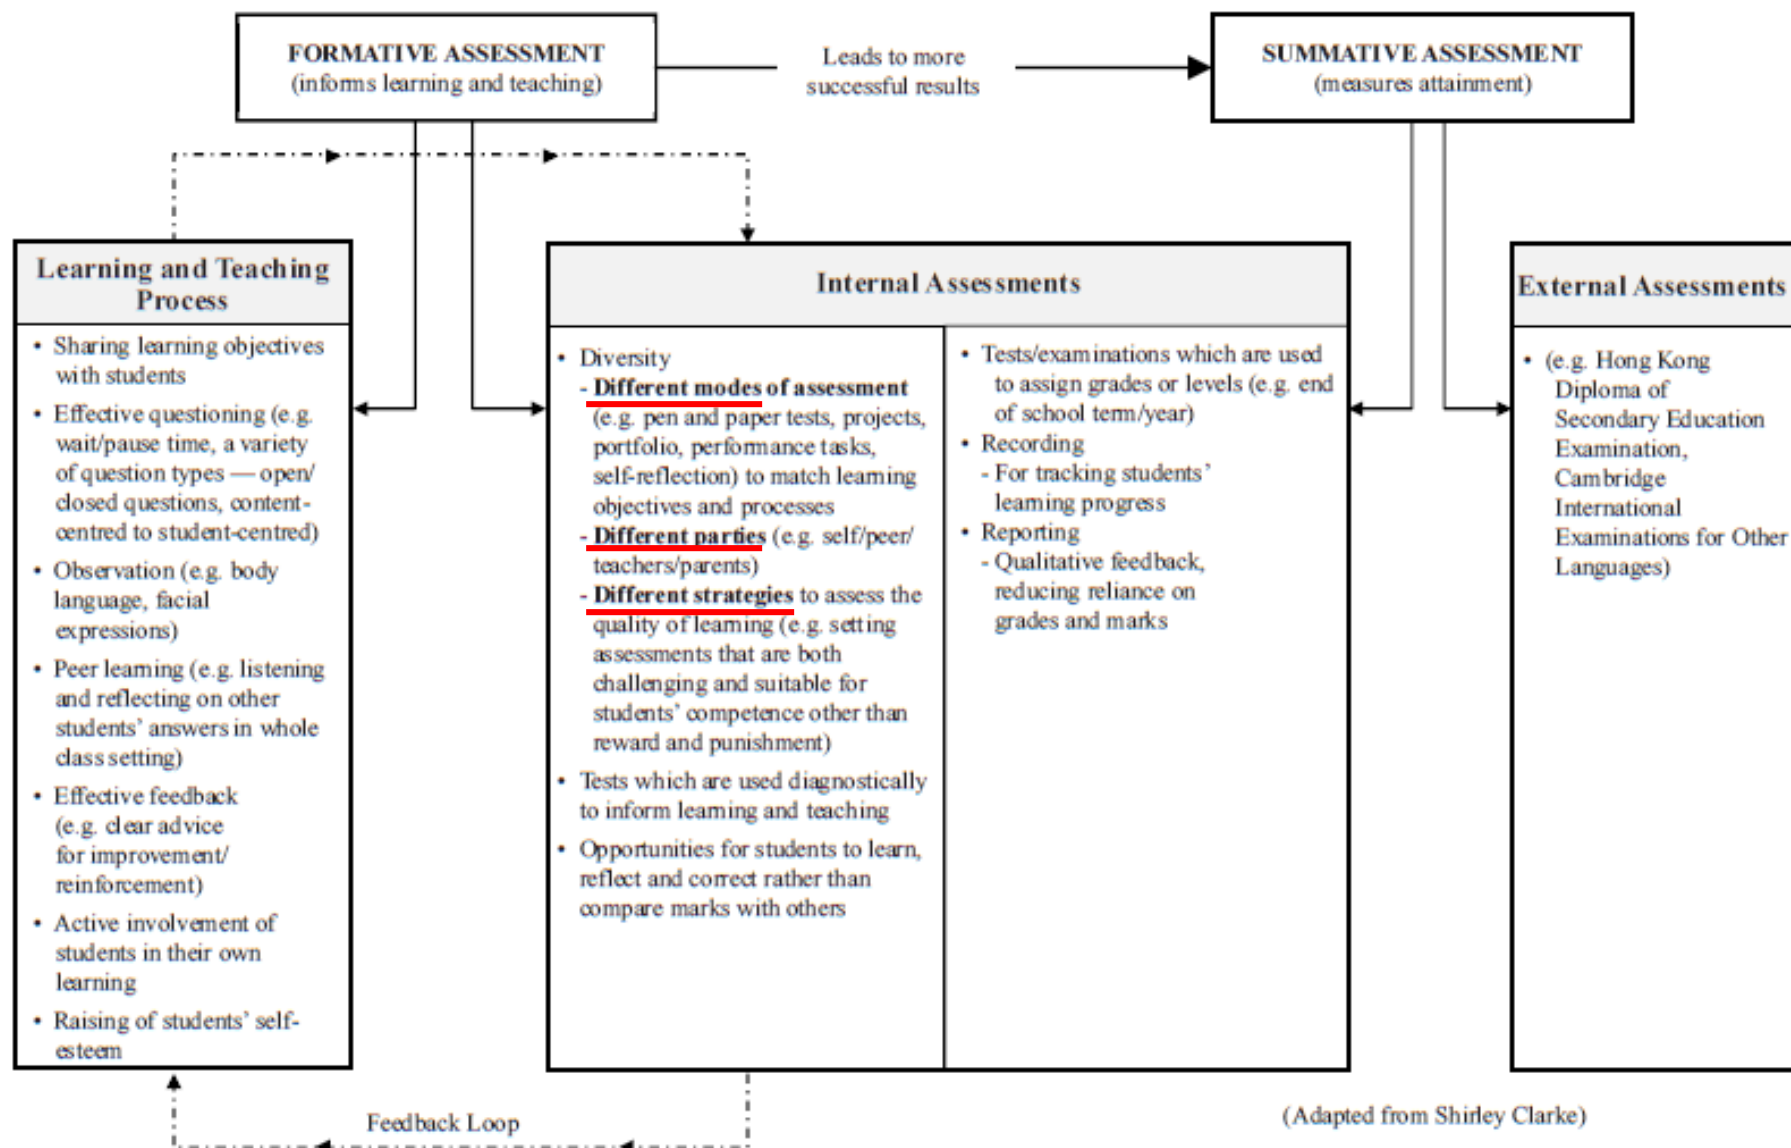 FORMATIVE ASSESSMENT
(informs learning and teaching)
Leads to more
successful results
SUMMATIVE ASSESSMENT
(measures attainment)
Learning and Teaching
Process
• Sharing learning objectives
with students
• Effective questioning (e.g.
wait/pause time, a variety
of question types — open/
closed questions, content-
centred to student-centred)
• Observation (e.g. body
language, facial
expressions)
• Peer learning (e.g. listening
and reflecting on other
students’ answers in whole
class setting)
• Effective feedback
(e.g. clear advice
for improvement/
reinforcement)
• Active involvement of
students in their own
learning
• Raising of students’ self-
esteem
Internal Assessments
• Diversity
- Different modes of assessment
(e.g. pen and paper tests, projects,
portfolio, performance tasks,
self-reflection) to match learning
objectives and processes
- Different parties (e.g. self/peer/
teachers/parents)
- Different strategies to assess the
quality of learning (e.g. setting
assessments that are both
challenging and suitable for
students’ competence other than
reward and punishment)
• Tests which are used diagnostically
to inform learning and teaching
• Opportunities for students to learn,
reflect and correct rather than
compare marks with others
• Tests/examinations which are used
to assign grades or levels (e.g. end
of school term/year)
• Recording
- For tracking students’
learning progress
• Reporting
- Qualitative feedback,
reducing reliance on
grades and marks
External Assessments
• (e.g. Hong Kong
Diploma of
Secondary Education
Examination,
Cambridge
International
Examinations for Other
Languages)
Feedback Loop
(Adapted from Shirley Clarke)